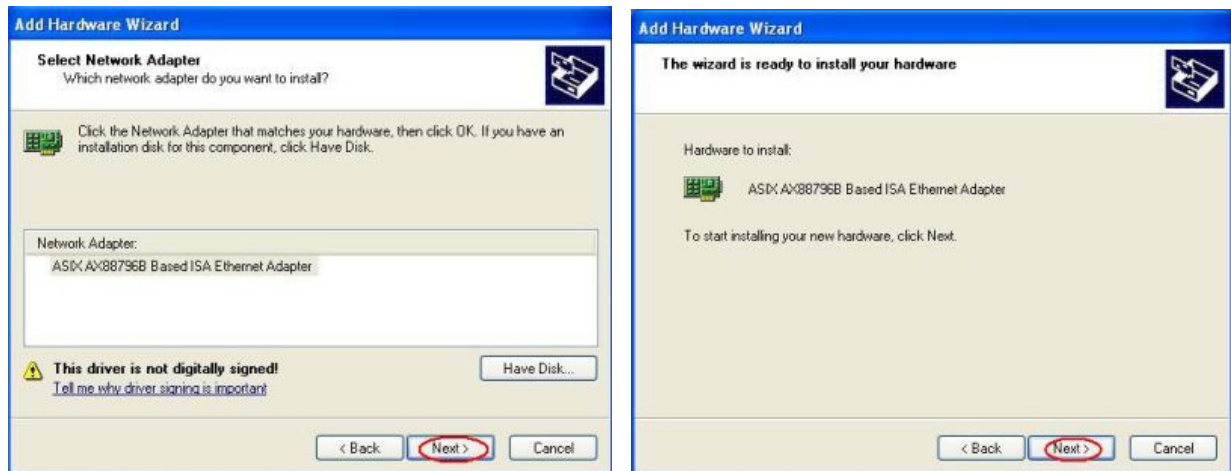 Add Hardware Wizard
Select Network Adapter
Which network adapter do you want to install?
Click the Network Adapter that matches your hardware, then click OK. If you have an
installation disk for this component, click Have Disk.
Network Adapter:
ASIX AX88796B Based ISA Ethernet Adapter
This driver is not digitally signed!
Tell me why driver signing is important
Have Disk...
< Back
Next >
Cancel
Add Hardware Wizard
The wizard is ready to install your hardware
Hardware to install:
ASIX AX88796B Based ISA Ethernet Adapter
To start installing your new hardware, click Next.
< Back
Next >
Cancel